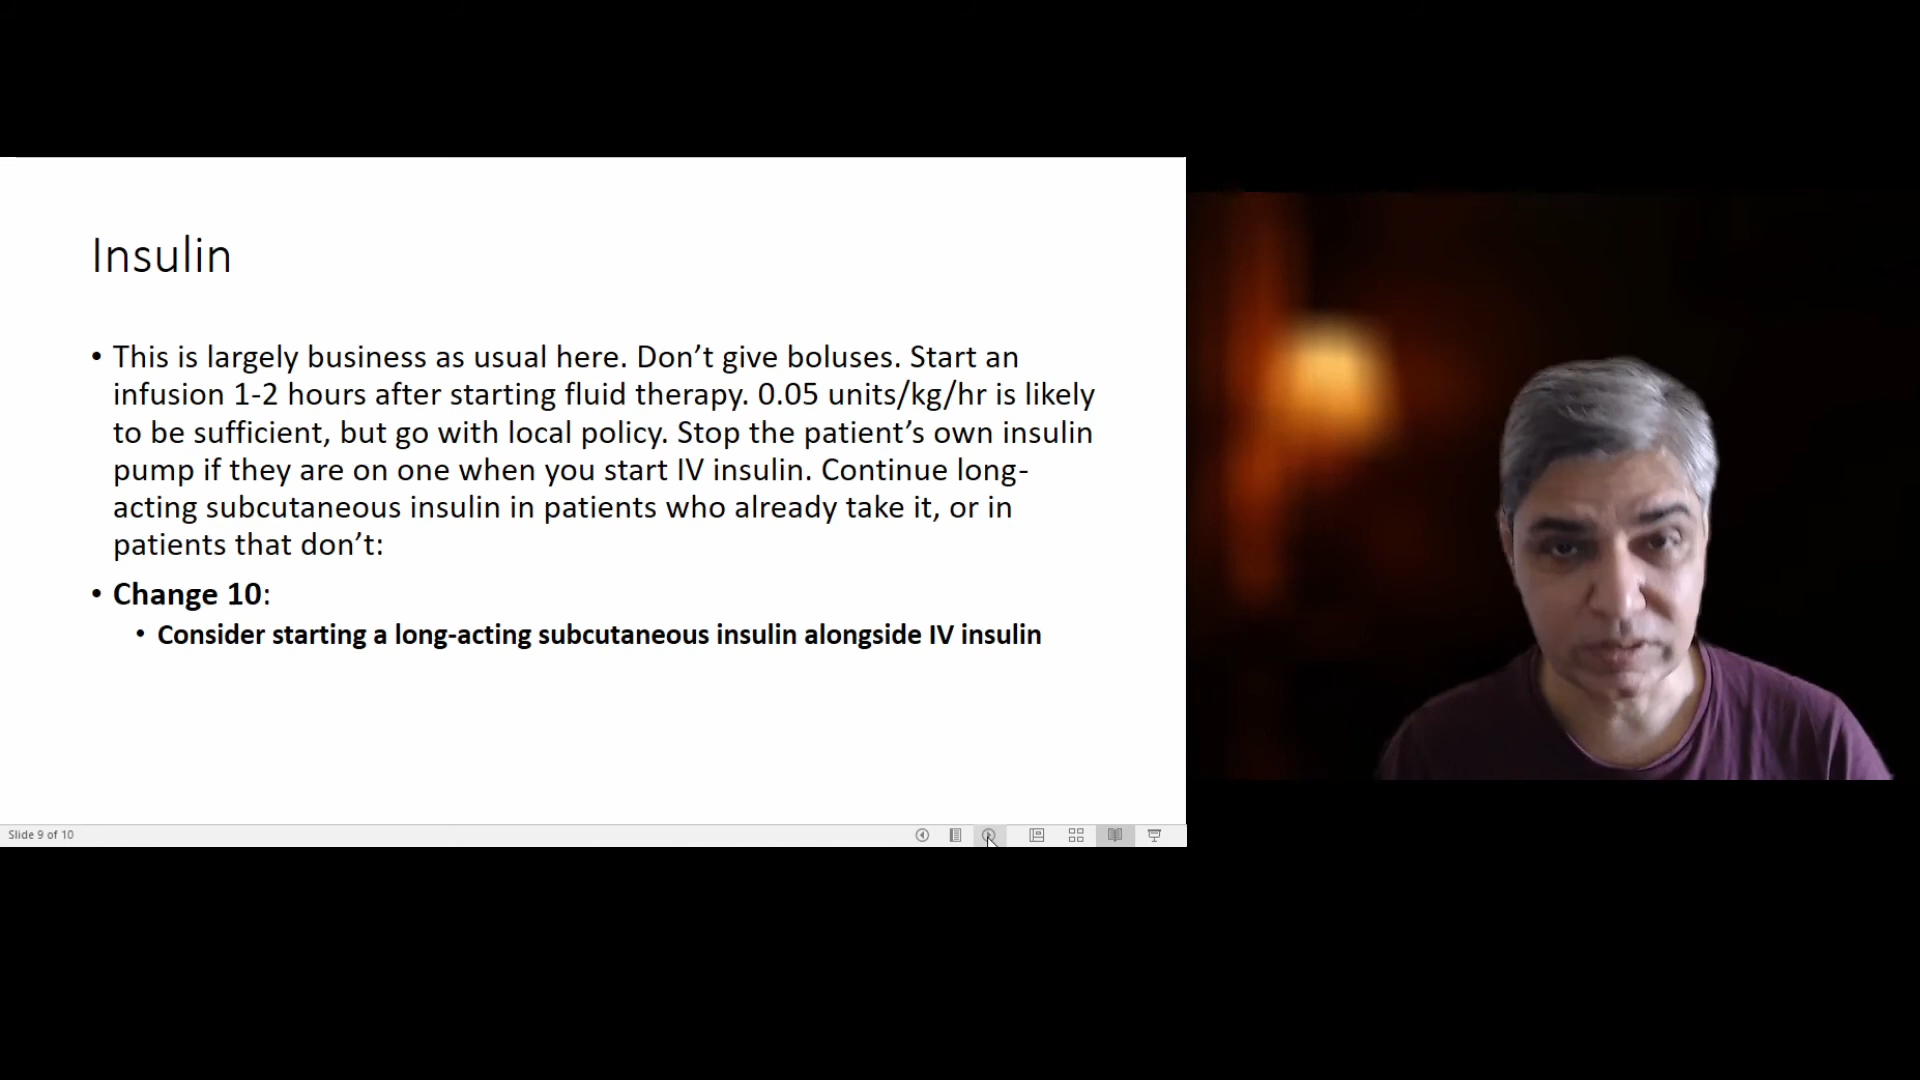 Insulin
• This is largely business as usual here. Don’t give boluses. Start an
infusion 1-2 hours after starting fluid therapy. 0.05 units/kg/hr is likely
to be sufficient, but go with local policy. Stop the patient’s own insulin
pump if they are on one when you start IV insulin. Continue long-
acting subcutaneous insulin in patients who already take it, or in
patients that don’t:
• Change 10:
• Consider starting a long-acting subcutaneous insulin alongside IV insulin
Slide 9 of 10